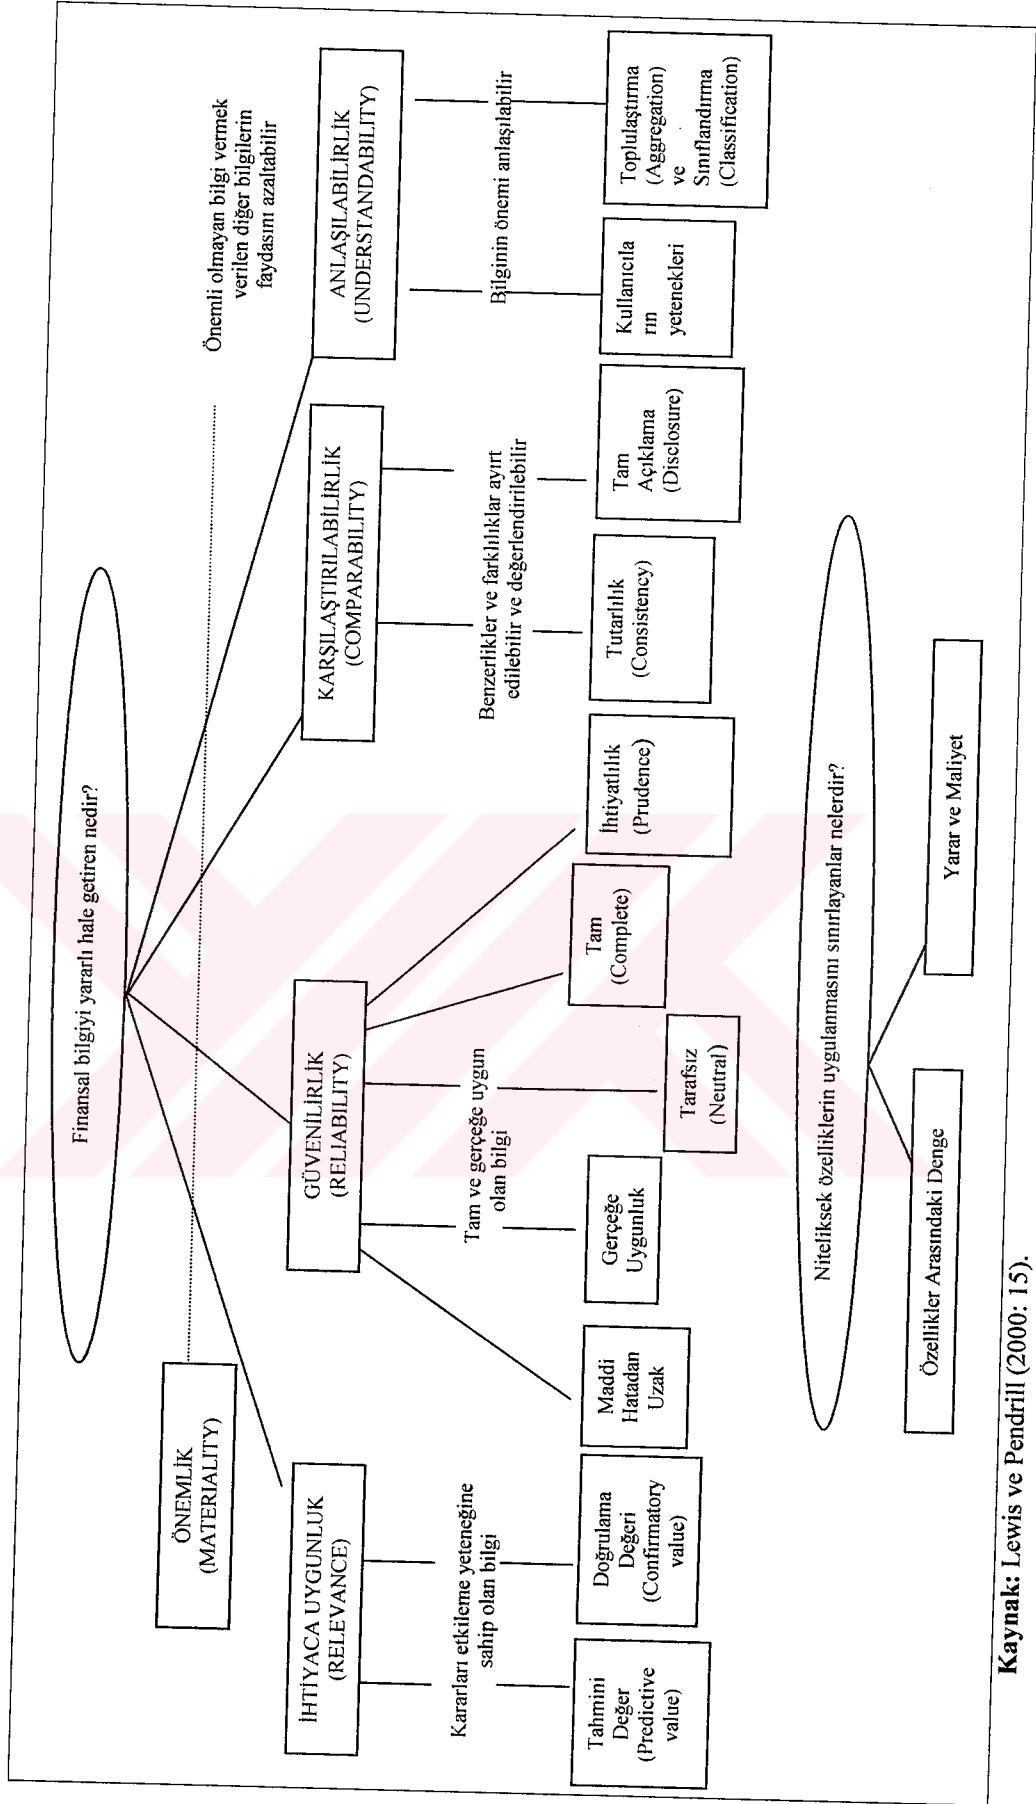 Finansal bilgiyi yararlı hale getiren nedir?
ÖNEMLİK
(MATERIALITY)
Önemli olmayan bilgi vermek
verilen diğer bilgilerin
faydasını azaltabilir
İHTİYACA UYGUNLUK
(RELEVANCE)
GÜVENİLİRLİK
(RELIABILITY)
KARŞILAŞTIRILABİLİRLİK
(COMPARABILITY)
ANLAŞILABİLİRLİK
(UNDERSTANDABILITY)
Kararları etkileme yeteneğine
sahip olan bilgi
Tam ve gerçeğe uygun
olan bilgi
Benzerlikler ve farklılıklar ayırt
edilebilir ve değerlendirilebilir
Bilginin önemi anlaşılabilir
Tahmini
Değer
(Predictive
value)
Doğrulama
Değeri
(Confirmatory
value)
Maddi
Hatadan
Uzak
Gerçeğe
Uygunluk
Tarafsız
(Neutral)
Tam
(Complete)
İhtiyatlılık
(Prudence)
Tutarlılık
(Consistency)
Tam
Açıklama
(Disclosure)
Kullanıcıla
rın
yetenekleri
Toplulaştırma
(Aggregation)
ve
Sınıflandırma
(Classification)
Niteliksek özelliklerin uygulanmasını sınırlayanlar nelerdir?
Özellikler Arasındaki Denge
Yarar ve Maliyet
Kaynak: Lewis ve Pendrill (2000: 15).